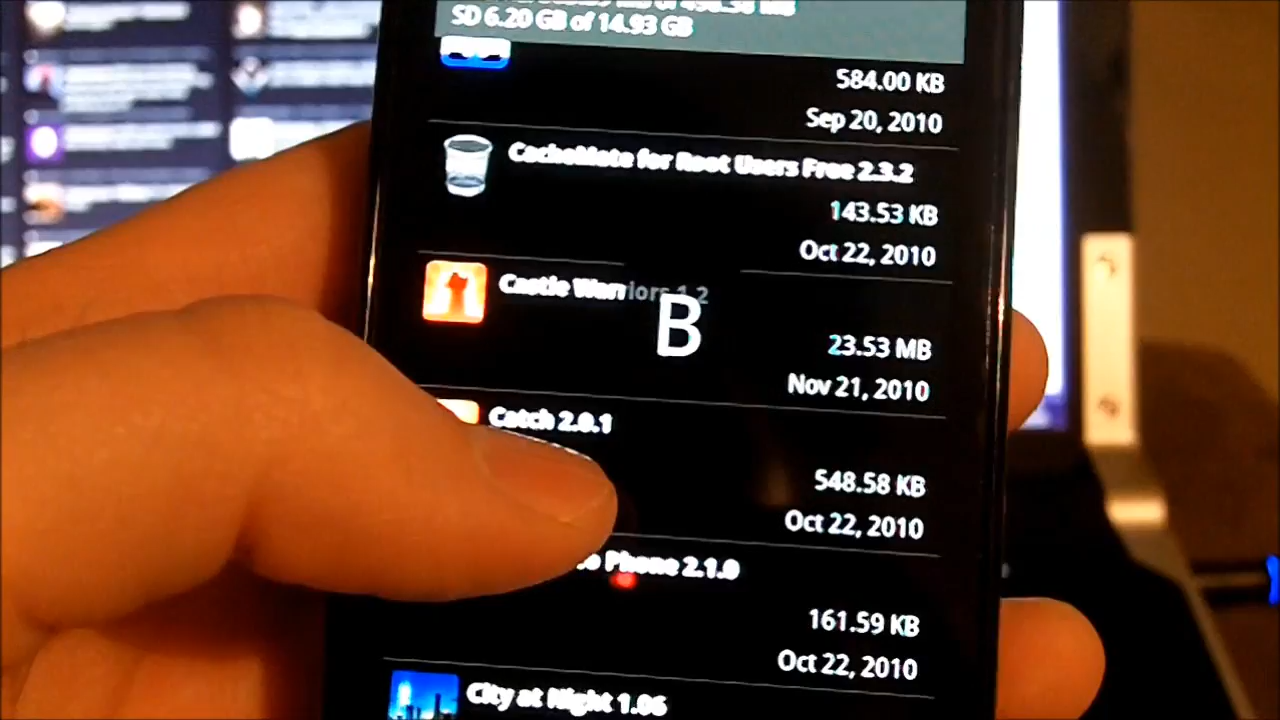 SD 6.20 GB of 14.93 GB
584.00 KB
Sep 20, 2010
CacheMate for Root Users Free 2.3.2
143.53 KB
Oct 22, 2010
Castle Warriors 1.2
B
23.53 MB
Nov 21, 2010
Catch 2.0.1
548.58 KB
Oct 22, 2010
Phone 2.1.0
161.59 KB
Oct 22, 2010
City at Night 1.06